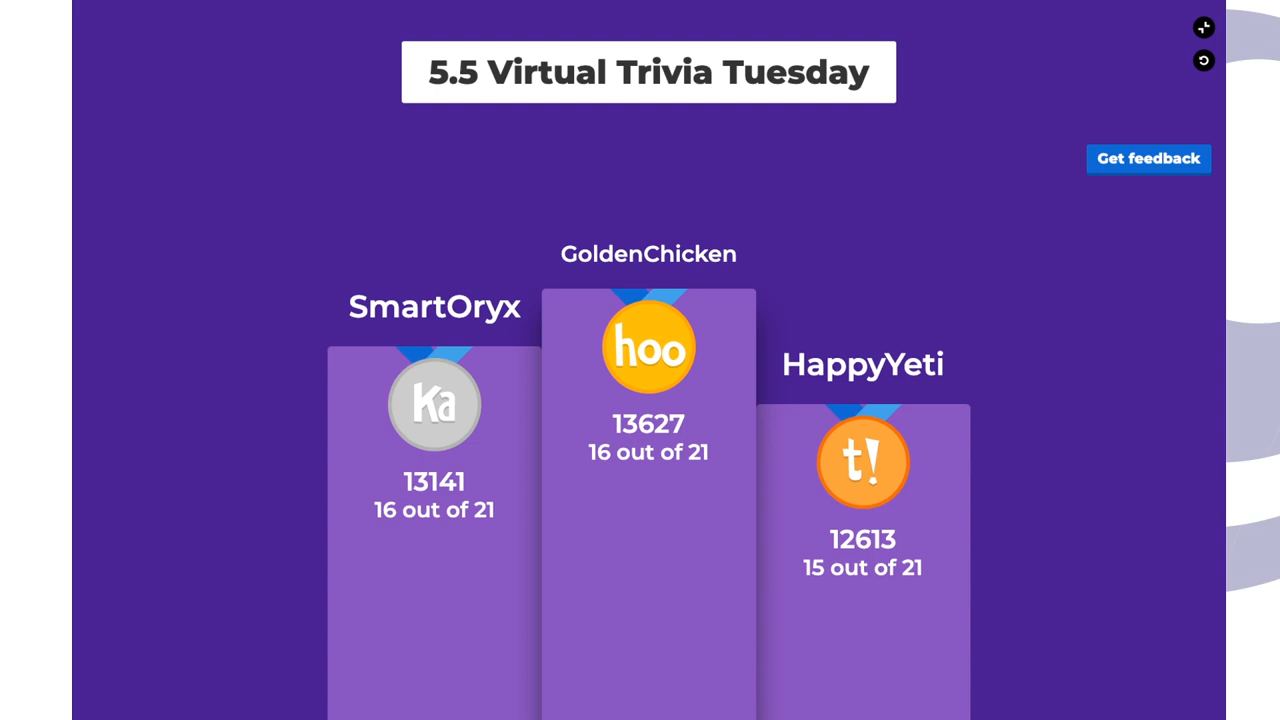 5.5 Virtual Trivia Tuesday
Get feedback
GoldenChicken
SmartOryx
HappyYeti
hoo
13627
16 out of 21
Ka
13141
16 out of 21
t!
12613
15 out of 21